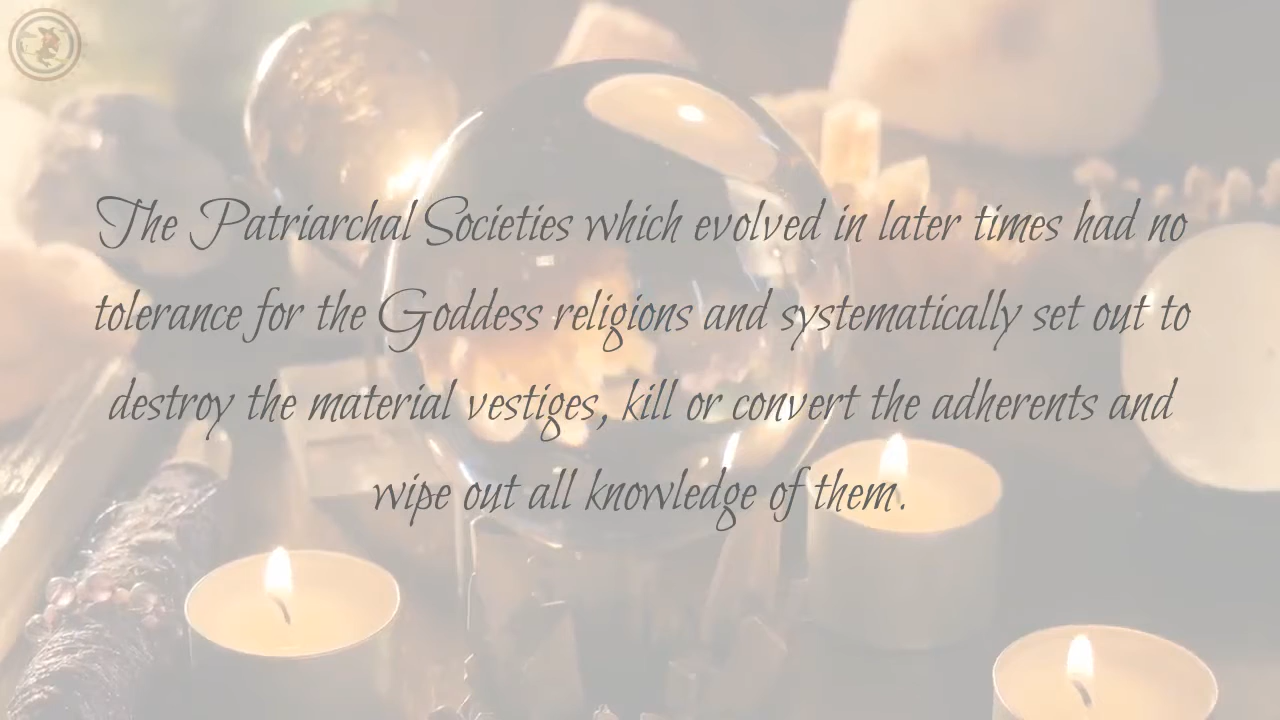 The Patriarchal Societies which evolved in later times had no
tolerance for the Goddess religions and systematically set out to
destroy the material vestiges, kill or convert the adherents and
wipe out all knowledge of them.